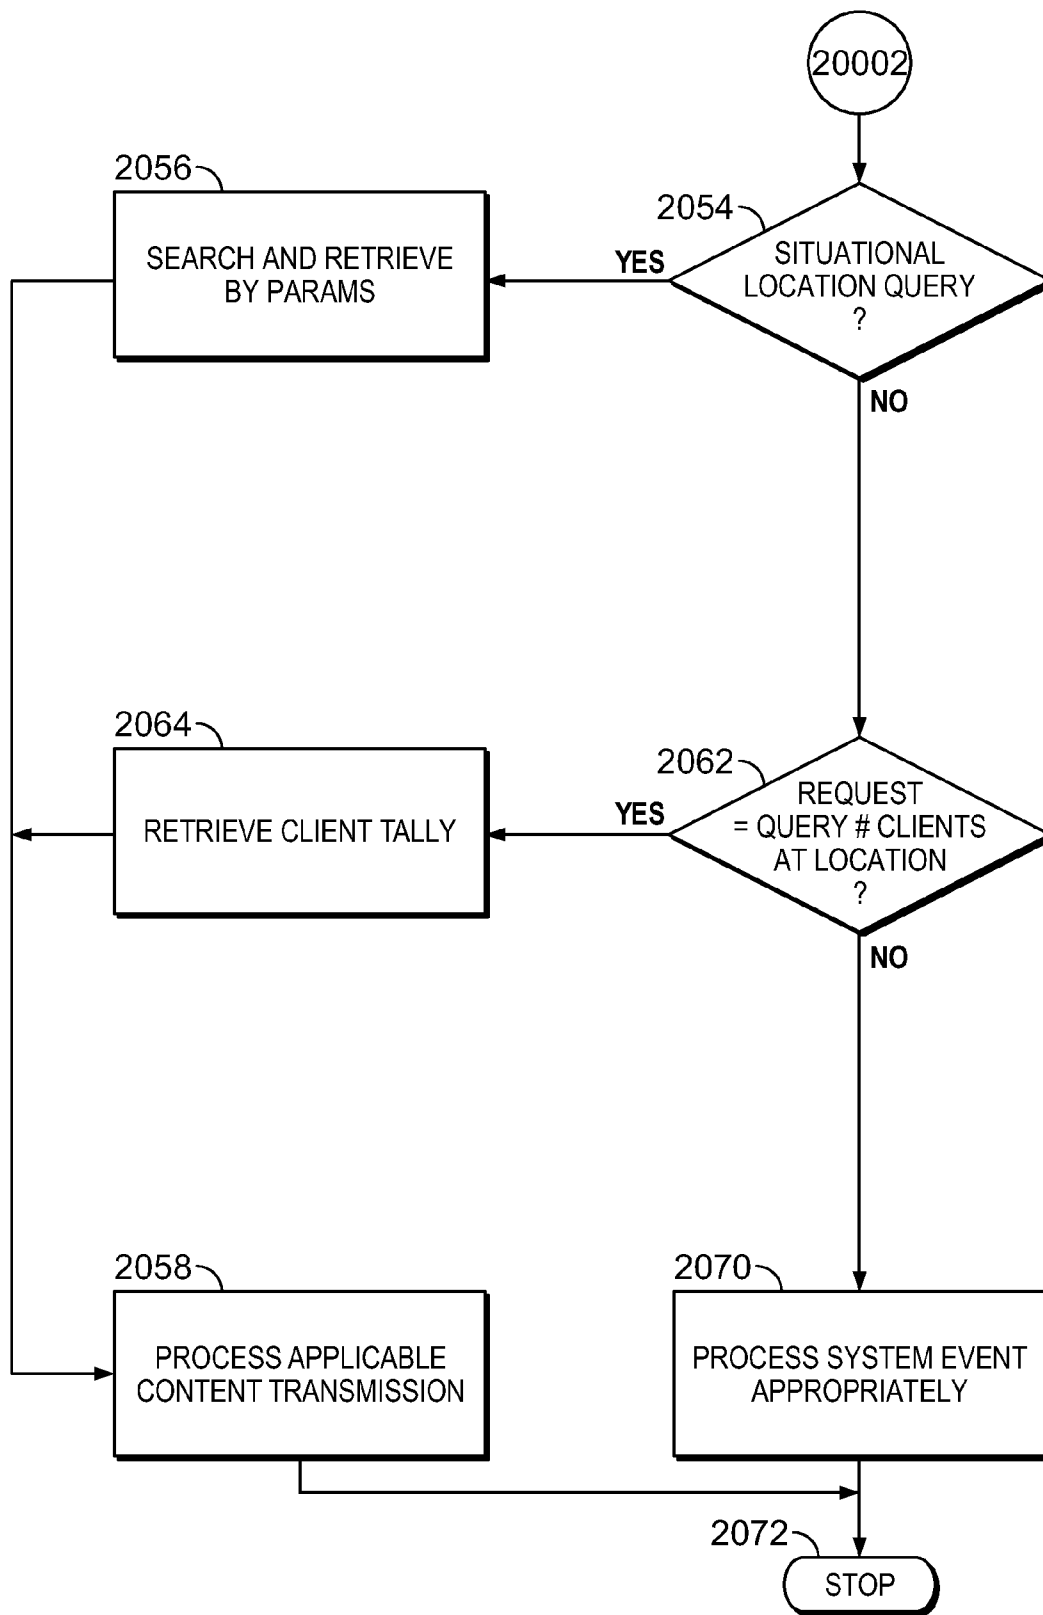 20002
2056
2054
SEARCH AND RETRIEVE
BY PARAMS
YES
SITUATIONAL
LOCATION QUERY
?
NO
2064
2062
RETRIEVE CLIENT TALLY
YES
REQUEST
= QUERY # CLIENTS
AT LOCATION
?
NO
2058
2070
PROCESS APPLICABLE
CONTENT TRANSMISSION
PROCESS SYSTEM EVENT
APPROPRIATELY
2072
STOP